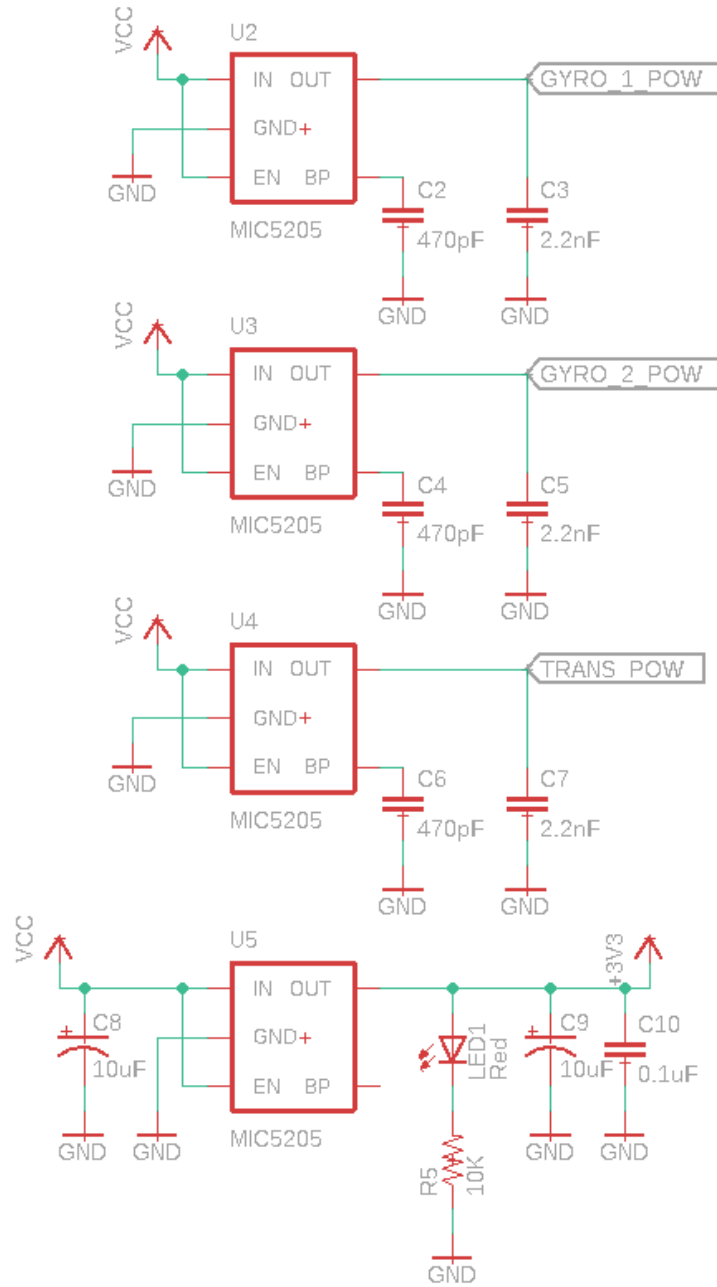 VCC
U2
IN OUT
GND+
EN BP
GND
MIC5205
C2
470pF
GND
C3
2.2nF
GND
GYRO_1_POW
VCC
U3
IN OUT
GND+
EN BP
GND
MIC5205
C4
470pF
GND
C5
2.2nF
GND
GYRO_2_POW
VCC
U4
IN OUT
GND+
EN BP
GND
MIC5205
C6
470pF
GND
C7
2.2nF
GND
TRANS_POW
VCC
C8
+
10uF
GND
GND
U5
IN OUT
GND+
EN BP
MIC5205
LED1
Red
R5
10K
GND
C9
+
10uF
GND
+3V3
C10
0.1uF
GND